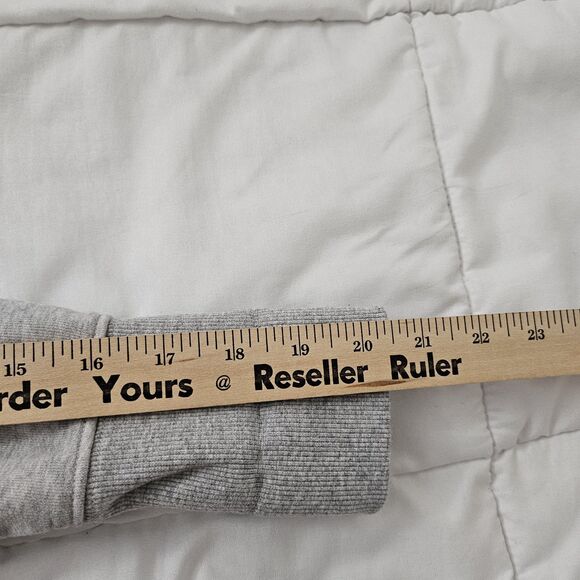 15 16 17 18 19 20 21 22 23
rder Yours @ Reseller Ruler